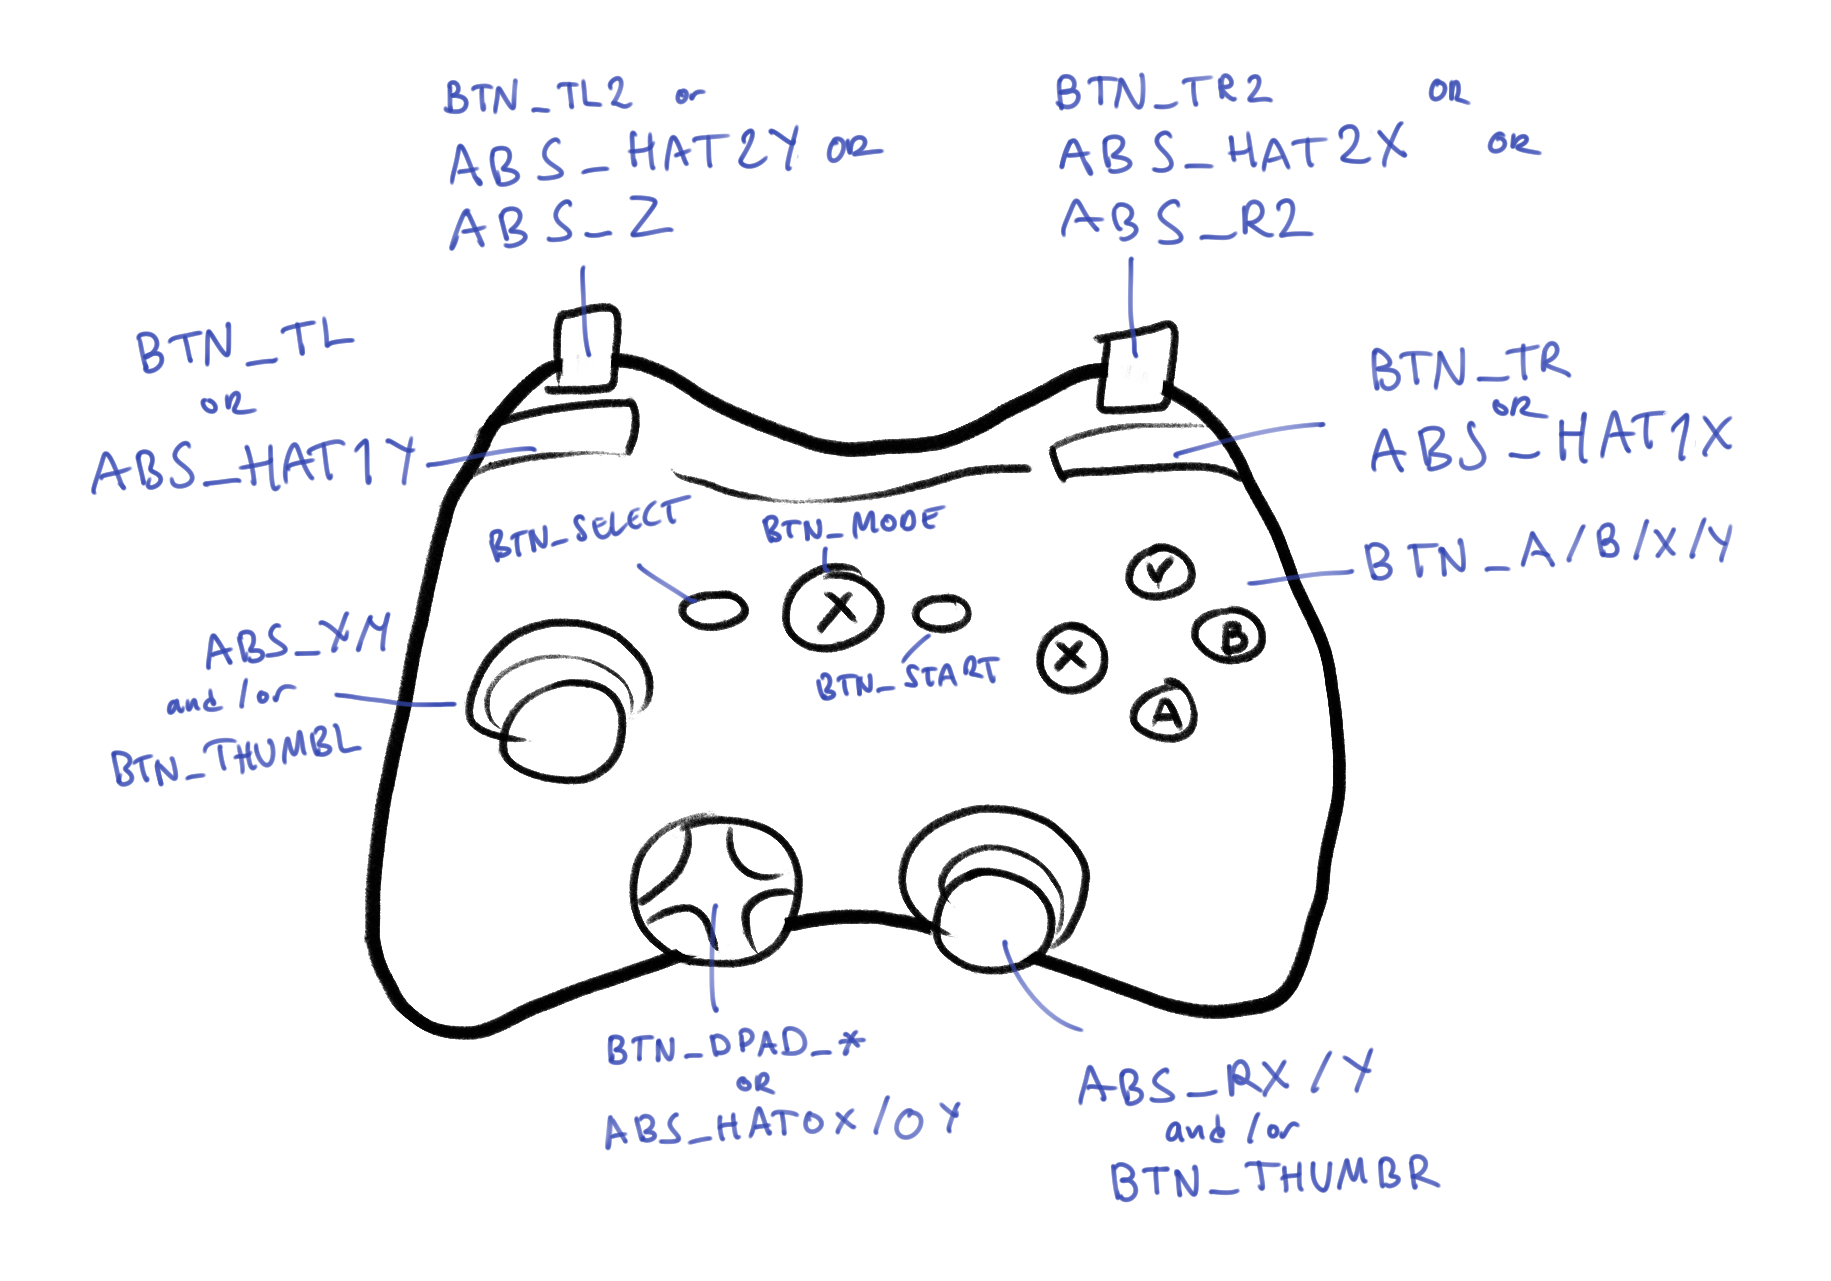 BTN_TL2 or
ABS_HAT2Y OR
ABS_Z
BTN_TR2 OR
ABS_HAT2X OR
ABS_R2
BTN_TL
OR
ABS_HAT1Y
BTN_TR
OR
ABS_HAT1X
BTN_SELECT
BTN_MODE
X
BTN_START
BTN_A/B/X/Y
Y
B
X
A
ABS_X/Y
and/or
BTN_THUMBL
BTN_DPAD_*
OR
ABS_HAT0X/0Y
ABS_RX/Y
and/or
BTN_THUMBR